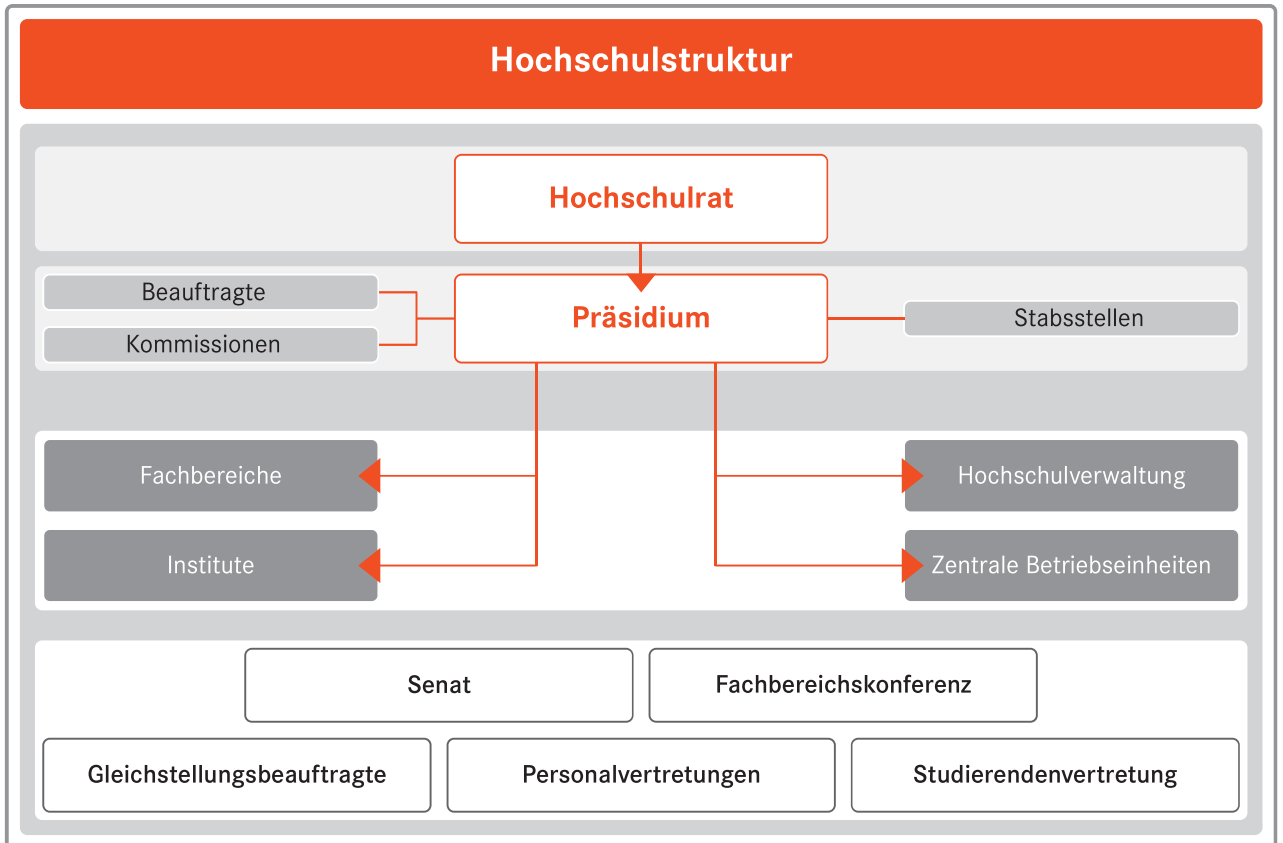 Hochschulstruktur
Hochschulrat
Beauftragte
Kommissionen
Präsidium
Stabsstellen
Fachbereiche
Hochschulverwaltung
Institute
Zentrale Betriebseinheiten
Senat
Fachbereichskonferenz
Gleichstellungsbeauftragte
Personalvertretungen
Studierendenvertretung